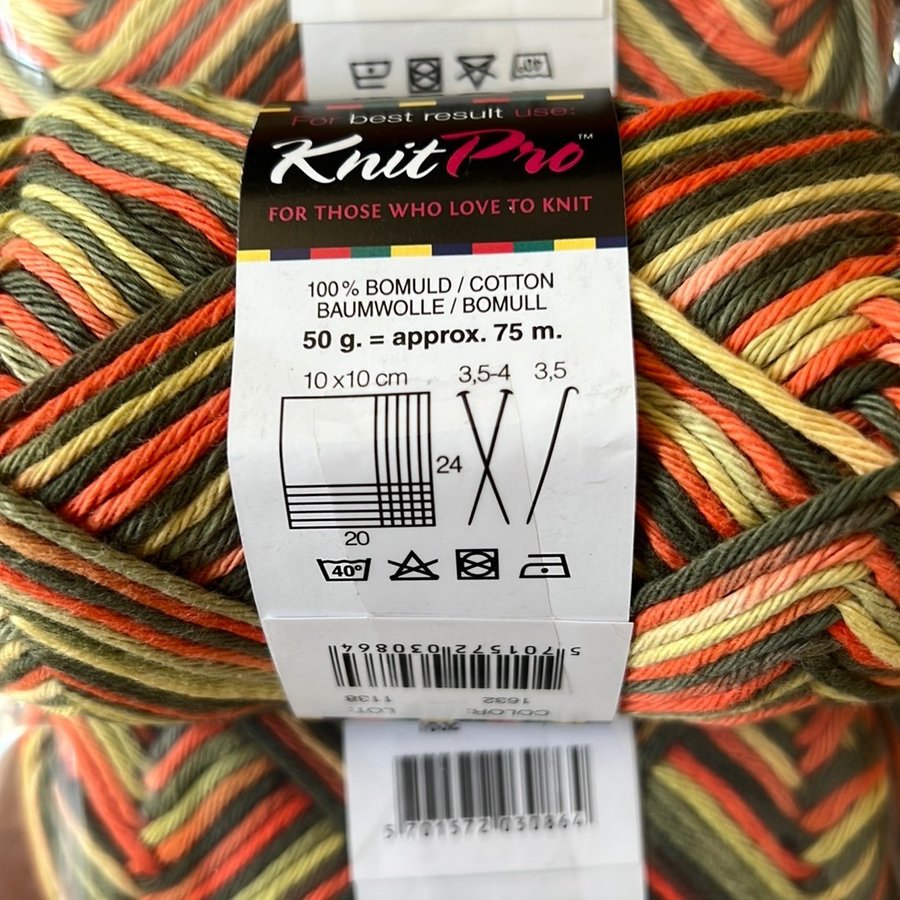 40°
For best result use:
KnitPro™
FOR THOSE WHO LOVE TO KNIT
100% BOMULD / COTTON
BAUMWOLLE / BOMULL
50 g. = approx. 75 m.
10 x 10 cm 3,5-4 3,5
24
20
40°
5 701572 030864
COLOR: 1632 LOT: 1138
5 701572 030864